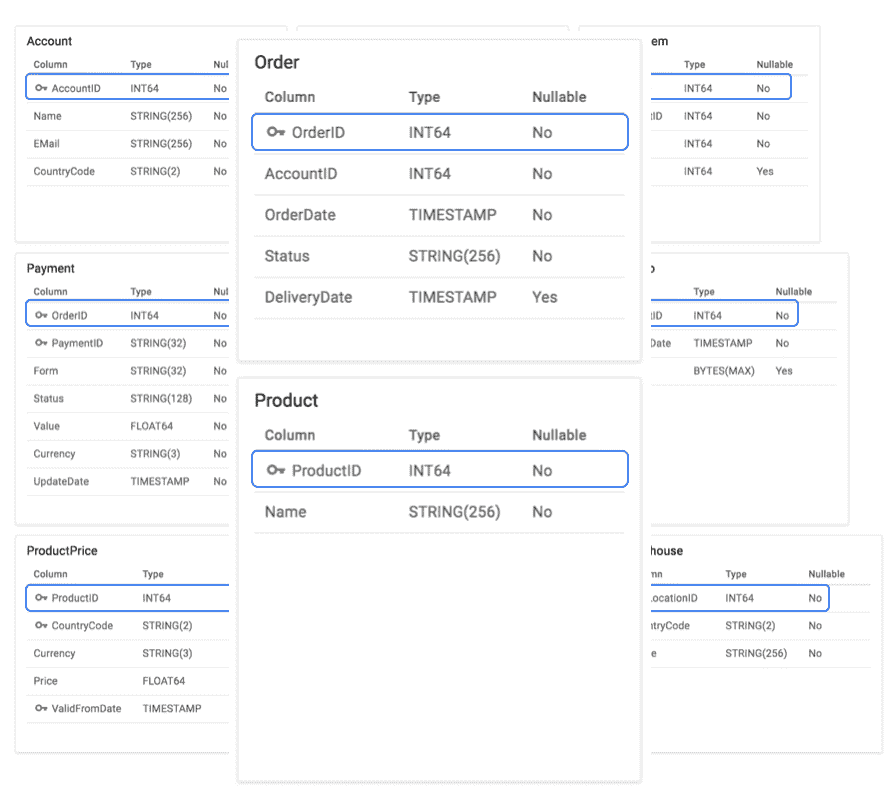 Account
Column Type Nul
AccountID INT64 No
Name STRING(256) No
EMail STRING(256) No
CountryCode STRING(2) No
Order
Column Type Nullable
OrderID INT64 No
AccountID INT64 No
OrderDate TIMESTAMP No
Status STRING(256) No
DeliveryDate TIMESTAMP Yes
em
Type Nullable
INT64 No
ID INT64 No
INT64 No
INT64 Yes
Payment
Column Type Nul
OrderID INT64 No
PaymentID STRING(32) No
Form STRING(32) No
Status STRING(128) No
Value FLOAT64 No
Currency STRING(3) No
UpdateDate TIMESTAMP No
Product
Column Type Nullable
ProductID INT64 No
Name STRING(256) No
o
Type Nullable
ID INT64 No
Date TIMESTAMP No
BYTES(MAX) Yes
ProductPrice
Column Type
ProductID INT64
CountryCode STRING(2)
Currency STRING(3)
Price FLOAT64
ValidFromDate TIMESTAMP
house
mn Type Nullable
LocationID INT64 No
ntryCode STRING(2) No
e STRING(256) No